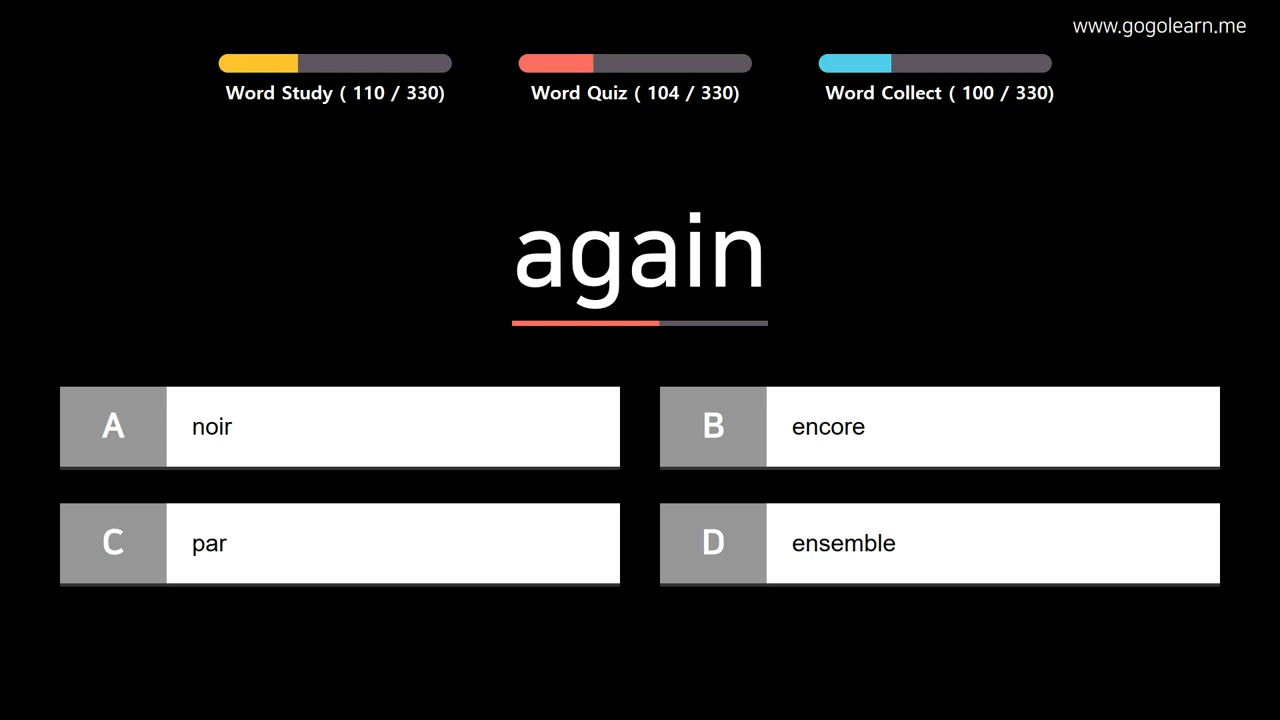 www.gogolearn.me
Word Study ( 110 / 330)
Word Quiz ( 104 / 330)
Word Collect ( 100 / 330)
again
A noir
B encore
C par
D ensemble